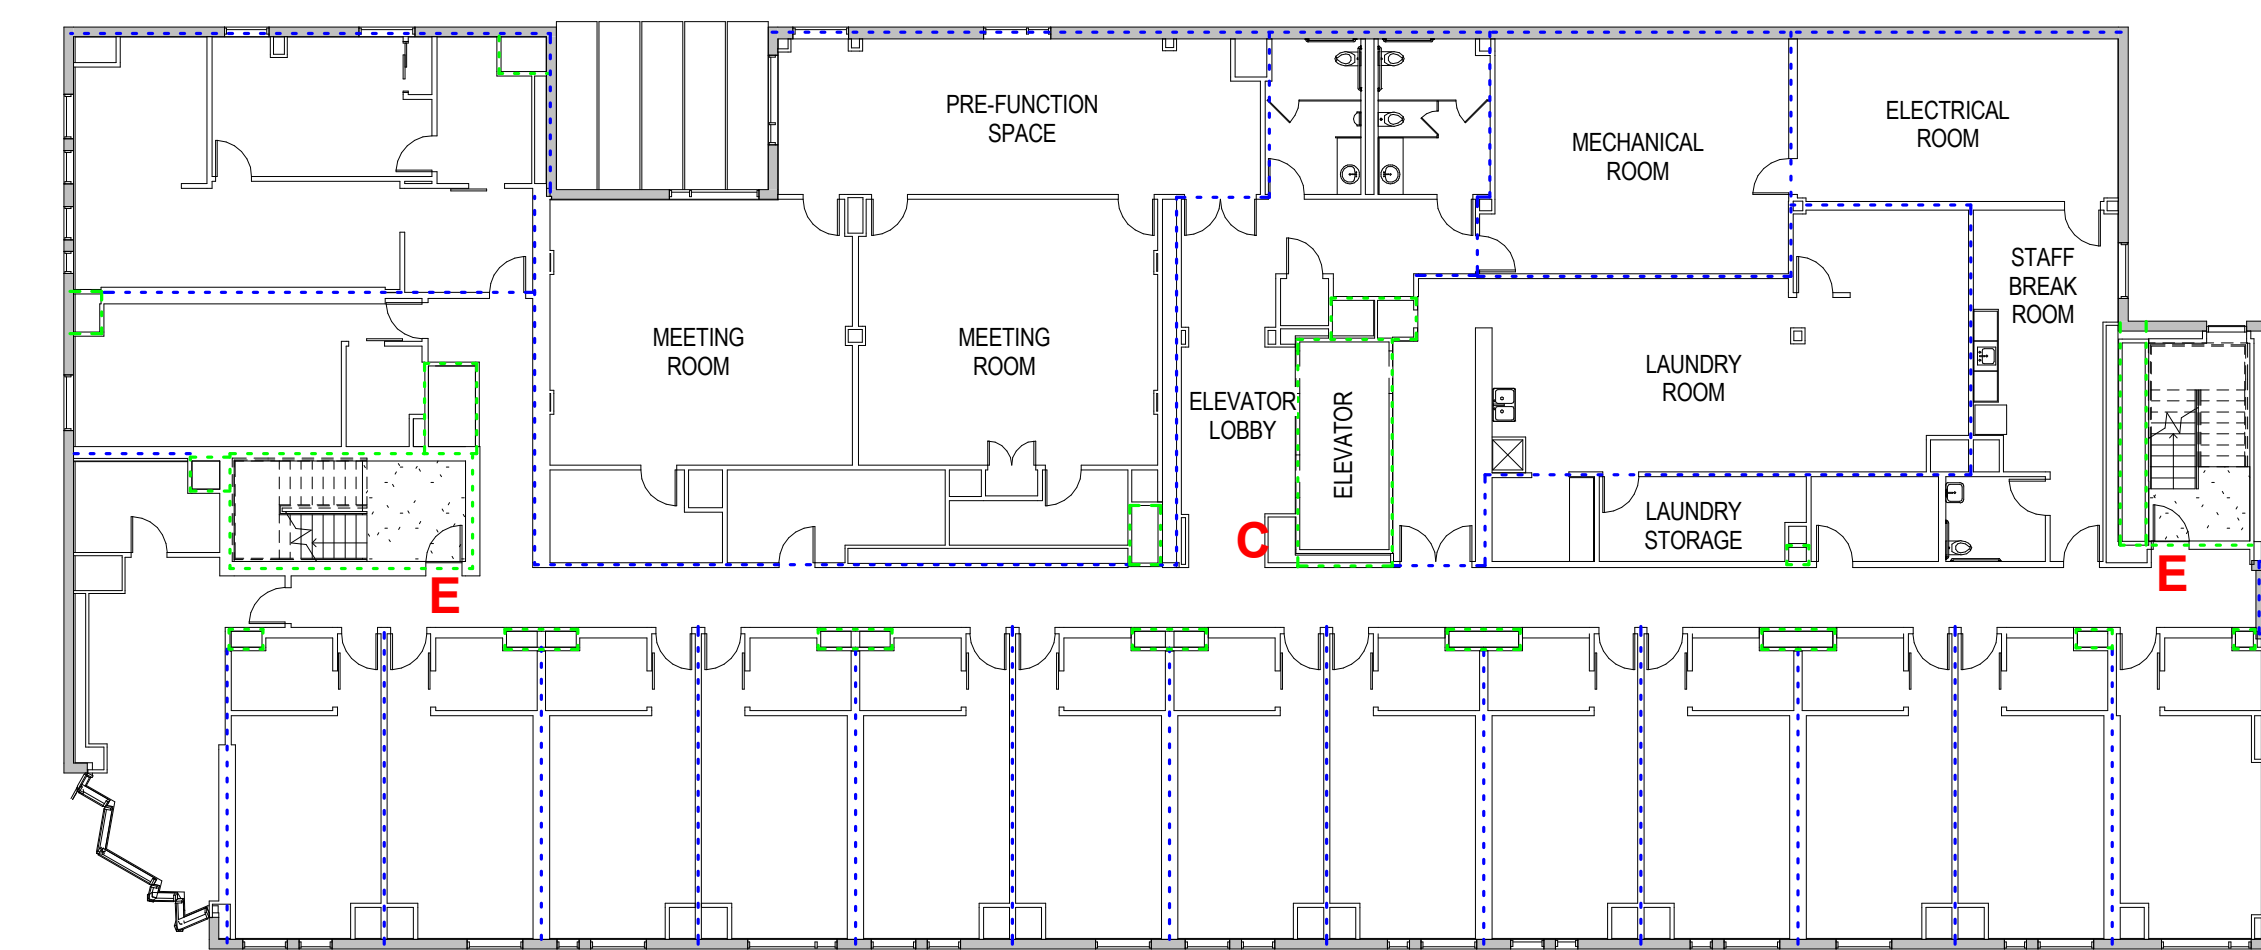 PRE-FUNCTION
SPACE
MECHANICAL
ROOM
ELECTRICAL
ROOM
STAFF
BREAK
ROOM
MEETING
ROOM
MEETING
ROOM
ELEVATOR
LOBBY
ELEVATOR
LAUNDRY
ROOM
LAUNDRY
STORAGE
C
E
E